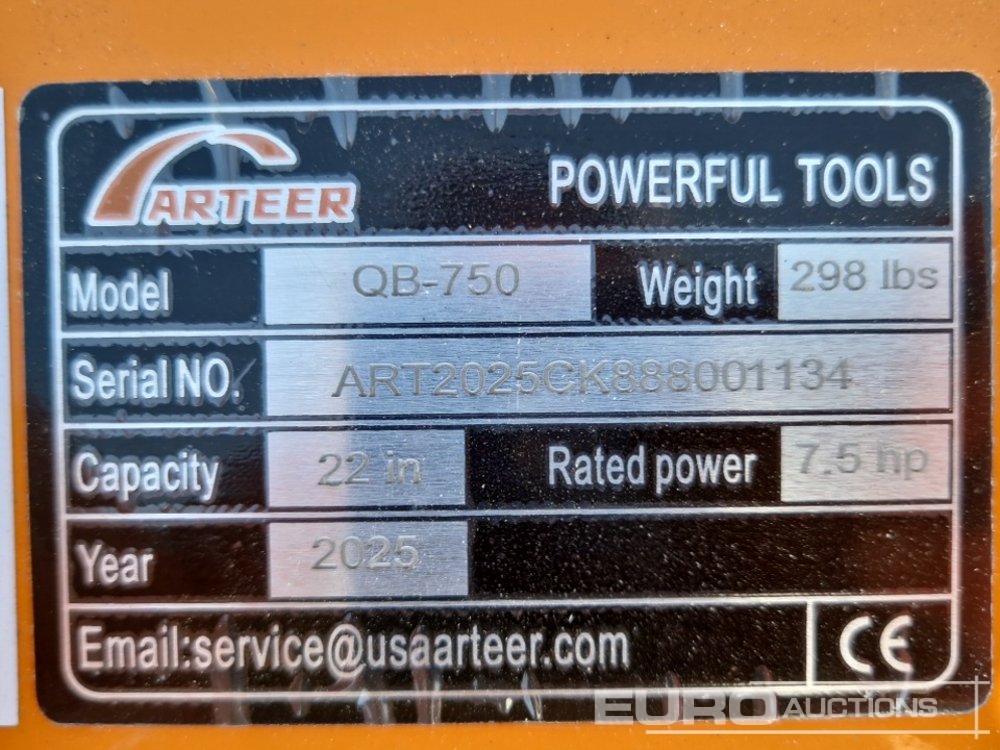 ARTEER
POWERFUL TOOLS
Model QB-750 Weight 298 lbs
Serial NO. ART2025CK888001134
Capacity 22 in Rated power 7.5 hp
Year 2025
Email:service@usaarteer.com CE
EURO AUCTIONS